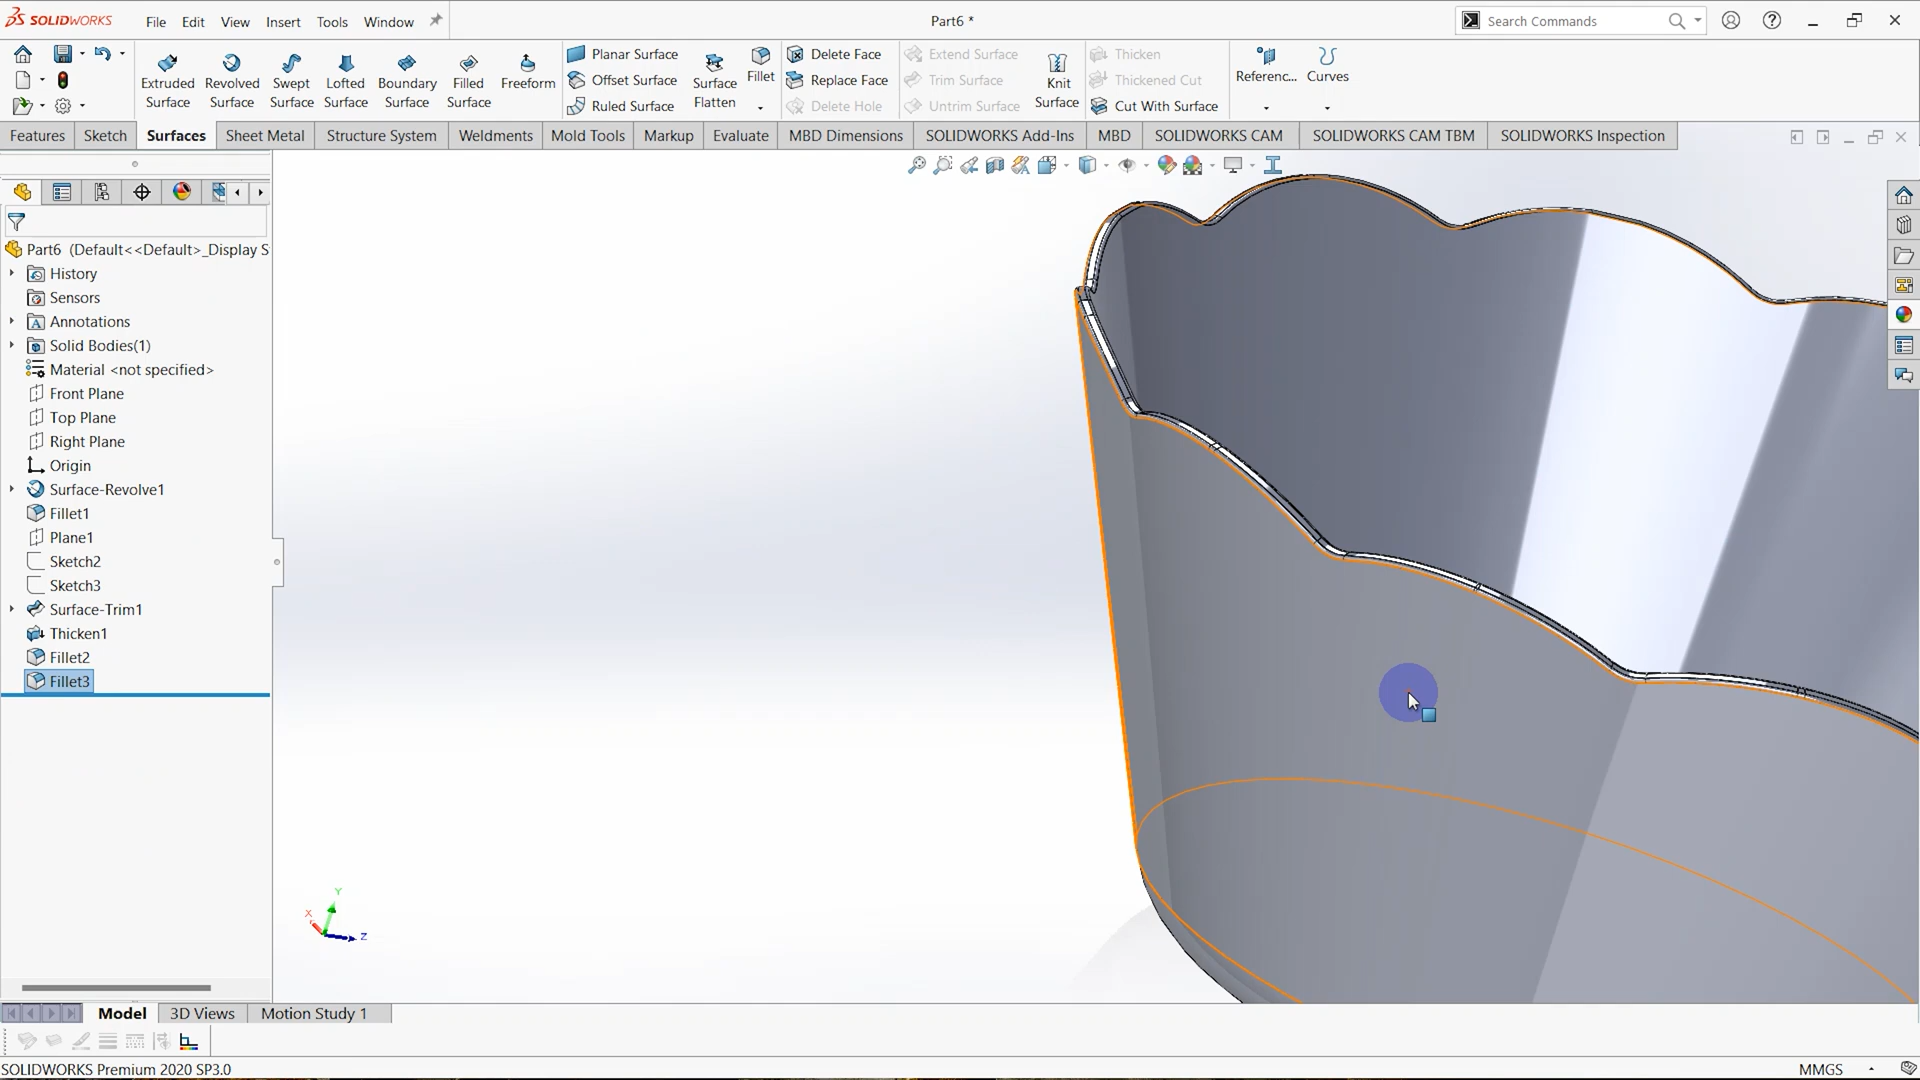 SOLIDWORKS File Edit View Insert Tools Window Part6 * Search Commands
Extruded Surface
Revolved Surface
Swept Surface
Lofted Surface
Boundary Surface
Filled Surface
Freeform
Planar Surface
Offset Surface
Ruled Surface
Surface Flatten
Fillet
Delete Face
Replace Face
Delete Hole
Extend Surface
Trim Surface
Untrim Surface
Knit Surface
Thicken
Thickened Cut
Cut With Surface
Referenc...
Curves
Features Sketch Surfaces Sheet Metal Structure System Weldments Mold Tools Markup Evaluate MBD Dimensions SOLIDWORKS Add-Ins MBD SOLIDWORKS CAM SOLIDWORKS CAM TBM SOLIDWORKS Inspection
Part6 (Default<<Default>_Display S
History
Sensors
Annotations
Solid Bodies(1)
Material <not specified>
Front Plane
Top Plane
Right Plane
Origin
Surface-Revolve1
Fillet1
Plane1
Sketch2
Sketch3
Surface-Trim1
Thicken1
Fillet2
Fillet3
Y
X
Z
Model 3D Views Motion Study 1
SOLIDWORKS Premium 2020 SP3.0 MMGS